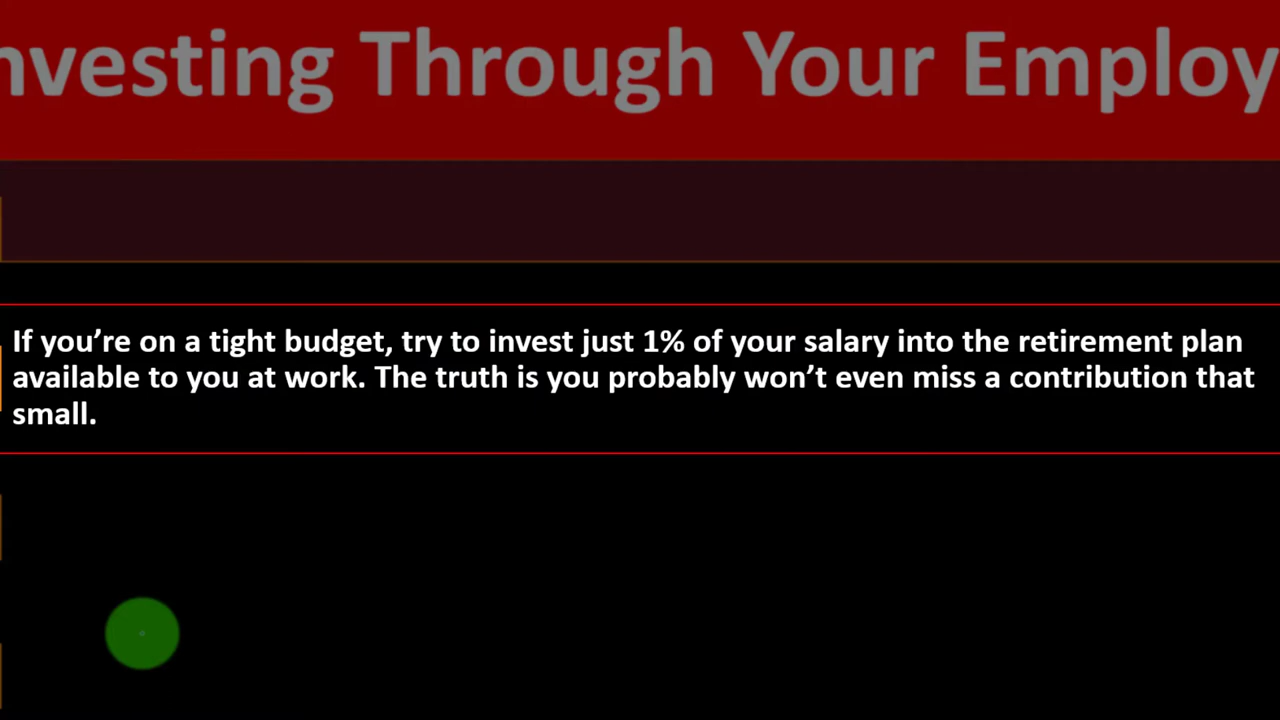 nvesting Through Your Employ
If you’re on a tight budget, try to invest just 1% of your salary into the retirement plan
available to you at work. The truth is you probably won’t even miss a contribution that
small.